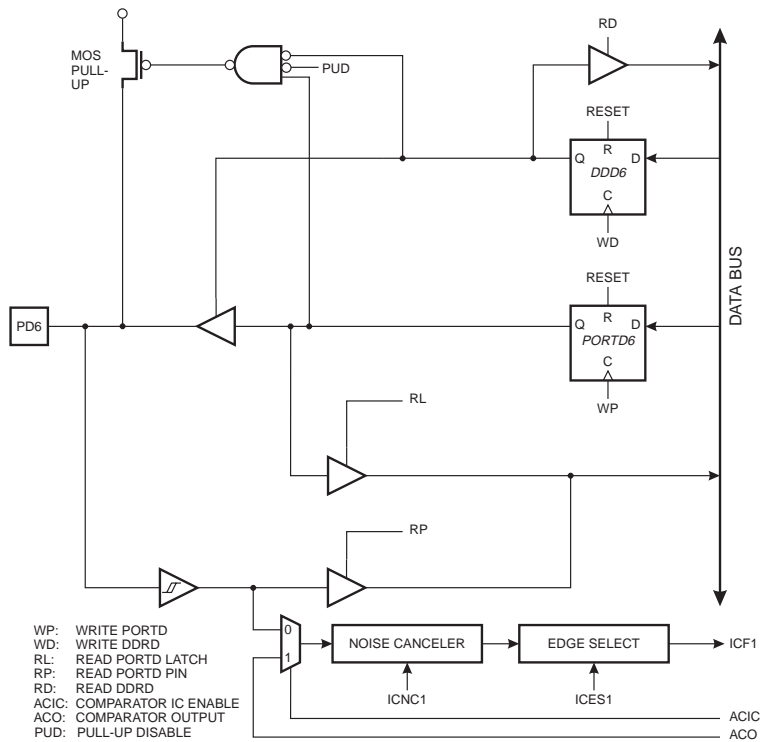 RD
MOS
PULL-
UP
PUD
RESET
R
Q
D
DDD6
C
WD
RESET
PD6
R
Q
D
PORTD6
C
WP
DATA BUS
RL
RP
0
1
NOISE CANCELER
EDGE SELECT
ICF1
ICNC1
ICES1
ACIC
ACO
WP: WRITE PORTD
WD: WRITE DDRD
RL: READ PORTD LATCH
RP: READ PORTD PIN
RD: READ DDRD
ACIC: COMPARATOR IC ENABLE
ACO: COMPARATOR OUTPUT
PUD: PULL-UP DISABLE